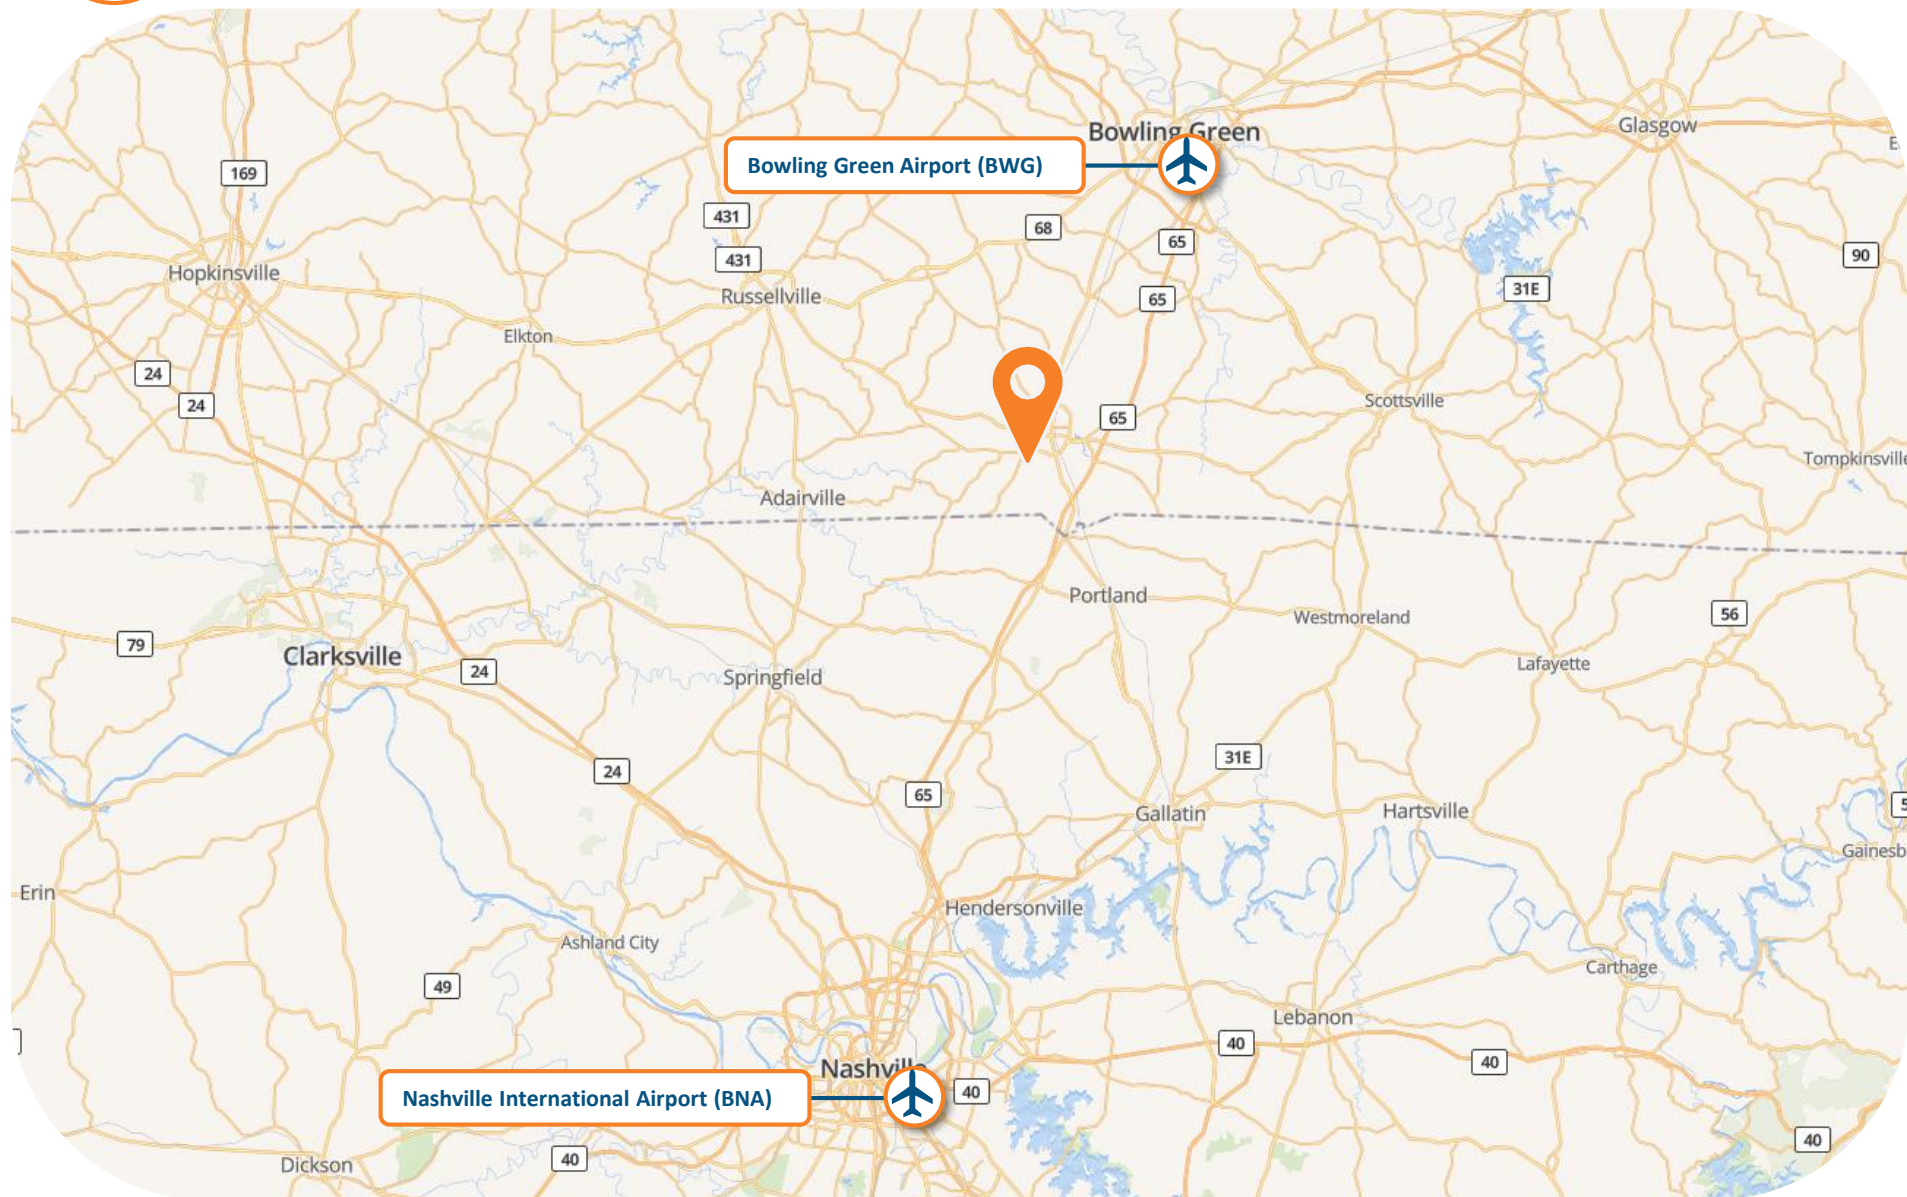 Bowling Green
Glasgow
Bowling Green Airport (BWG)
169
431
68
65
431
90
Hopkinsville
31E
Russellville
65
Elkton
24
24
Scottsville
65
Tompkinsville
Adairville
Portland
Westmoreland
56
79
Clarksville
24
Springfield
Lafayette
31E
24
65
Gallatin
Hartsville
5
Gainesb
Erin
Hendersonville
Ashland City
Carthage
49
Lebanon
40
40
Nashville
40
Nashville International Airport (BNA)
40
40
Dickson